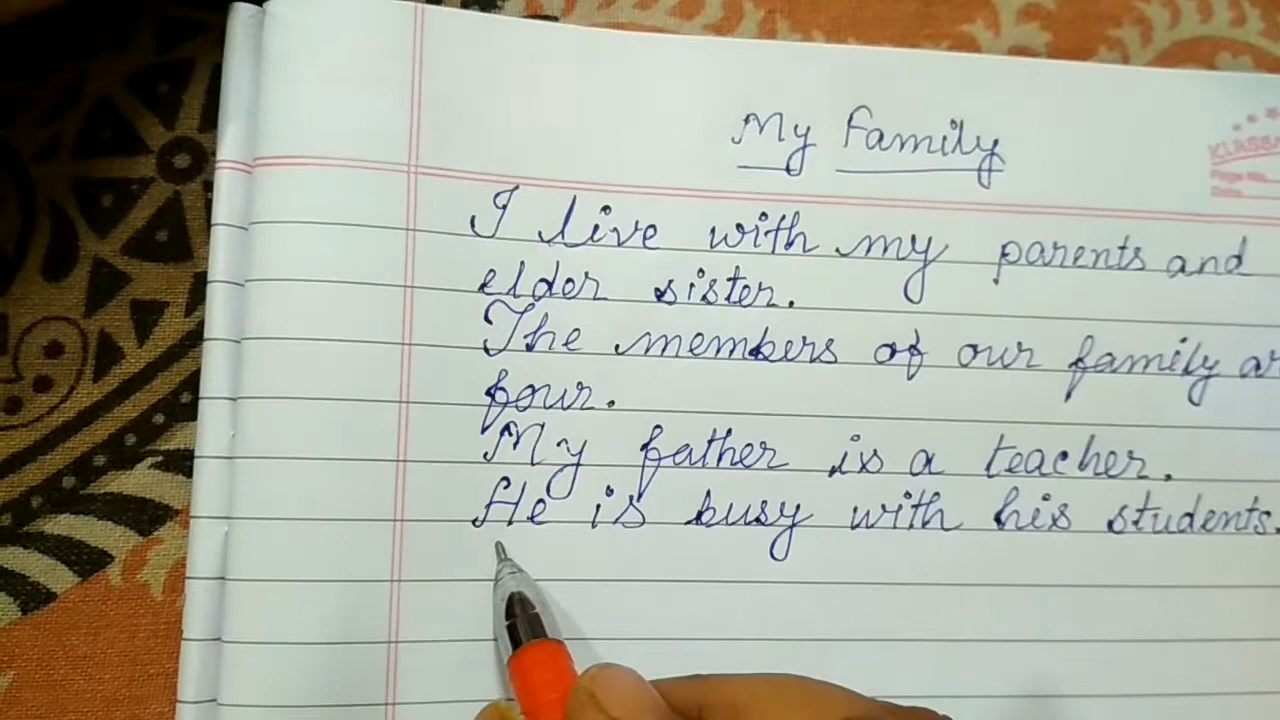 My Family
I live with my parents and
elder sister.
The members of our family ar
four.
My father is a teacher.
He is busy with his students.